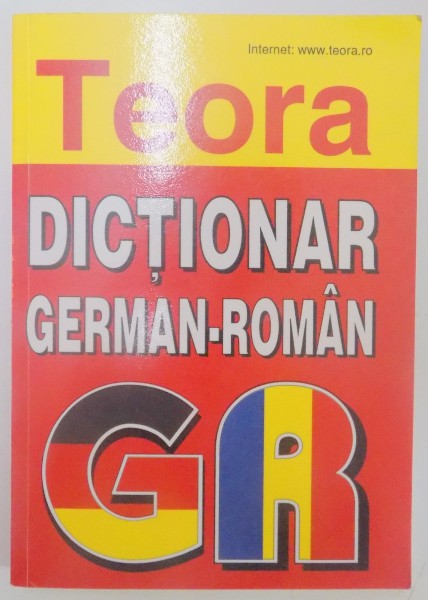 Internet: www.teora.ro
Teora
DICȚIONAR
GERMAN-ROMÂN
GR